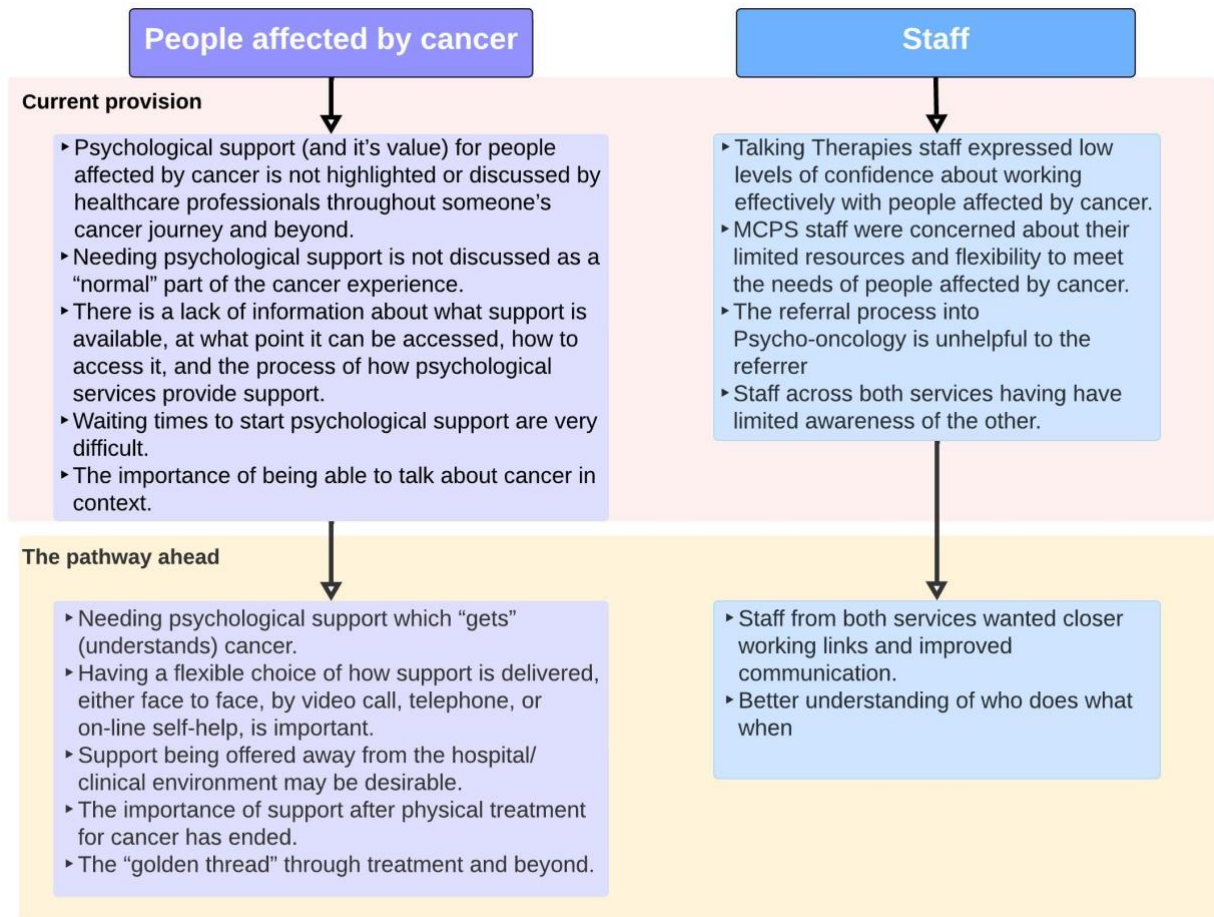 People affected by cancer
Staff
Current provision
‣ Psychological support (and it's value) for people
affected by cancer is not highlighted or discussed by
healthcare professionals throughout someone's
cancer journey and beyond.
‣ Needing psychological support is not discussed as a
“normal” part of the cancer experience.
‣ There is a lack of information about what support is
available, at what point it can be accessed, how to
access it, and the process of how psychological
services provide support.
‣ Waiting times to start psychological support are very
difficult.
‣ The importance of being able to talk about cancer in
context.
‣ Talking Therapies staff expressed low
levels of confidence about working
effectively with people affected by cancer.
‣ MCPS staff were concerned about their
limited resources and flexibility to meet
the needs of people affected by cancer.
‣ The referral process into
Psycho-oncology is unhelpful to the
referrer
‣ Staff across both services having have
limited awareness of the other.
The pathway ahead
‣ Needing psychological support which “gets”
(understands) cancer.
‣ Having a flexible choice of how support is delivered,
either face to face, by video call, telephone, or
on-line self-help, is important.
‣ Support being offered away from the hospital/
clinical environment may be desirable.
‣ The importance of support after physical treatment
for cancer has ended.
‣ The “golden thread” through treatment and beyond.
‣ Staff from both services wanted closer
working links and improved
communication.
‣ Better understanding of who does what
when